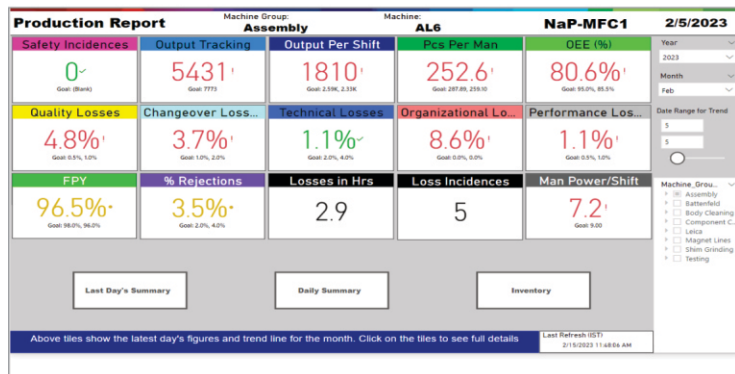 Production Report
Machine Group:
Assembly
Machine:
AL6
NaP-MFC1
2/5/2023
Safety Incidences
0
Goal: (Blank)
Output Tracking
5431!
Goal: 7773
Output Per Shift
1810!
Goal: 2.59K, 2.33K
Pcs Per Man
252.6!
Goal: 287.89, 259.10
OEE (%)
80.6%!
Goal: 95.0%, 85.5%
Year
2023
Month
Feb
Date Range for Trend
5
5
Quality Losses
4.8%!
Goal: 0.5%, 1.0%
Changeover Loss...
3.7%!
Goal: 1.0%, 2.0%
Technical Losses
1.1%
Goal: 2.0%, 4.0%
Organizational Lo...
8.6%!
Goal: 0.0%, 0.0%
Performance Los...
1.1%!
Goal: 0.5%, 1.0%
FPY
96.5%
Goal: 98.0%, 96.0%
% Rejections
3.5%
Goal: 2.0%, 4.0%
Losses in Hrs
2.9
Loss Incidences
5
Man Power/Shift
7.2!
Goal: 9.00
Machine_Grou...
Assembly
Battenfeld
Body Cleaning
Component C...
Leica
Magnet Lines
Shim Grinding
Testing
Last Day's Summary
Daily Summary
Inventory
Above tiles show the latest day's figures and trend line for the month. Click on the tiles to see full details
Last Refresh (IST)
2/15/2023 11:48:06 AM